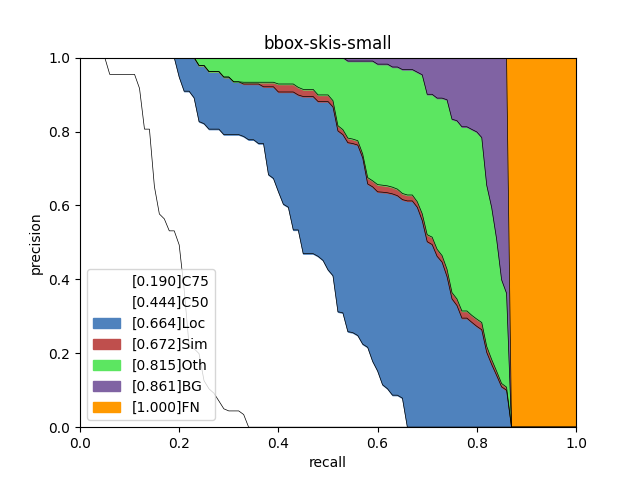 bbox-skis-small
precision
1.0
0.8
0.6
0.4
0.2
0.0
[0.190]C75
[0.444]C50
[0.664]Loc
[0.672]Sim
[0.815]Oth
[0.861]BG
[1.000]FN
0.0 0.2 0.4 0.6 0.8 1.0
recall